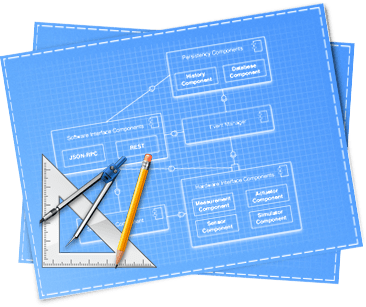 Persistency Components
History
Component
Database
Component
Software Interface Components
JSON-RPC
REST
Event Manager
Hardware Interface Components
Measurement
Component
Actuator
Component
Sensor
Component
Simulator
Component